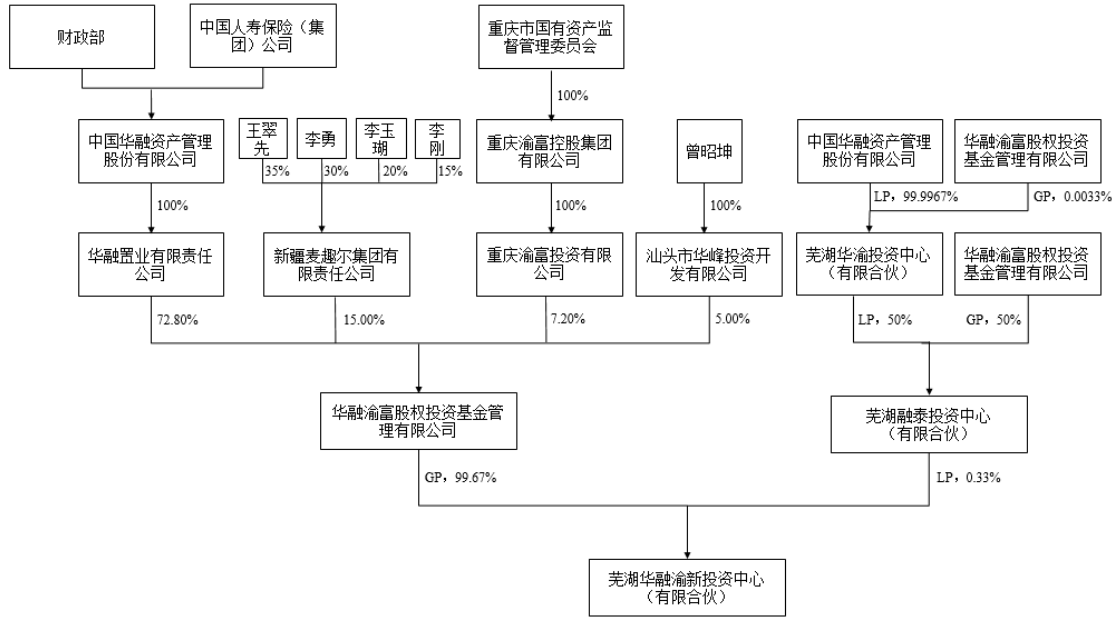 财政部
中国人寿保险（集
团）公司
重庆市国有资产监
督管理委员会
100%
中国华融资产管理
股份有限公司
王翠
先
李勇
李玉
瑚
李
刚
重庆渝富控股集团
有限公司
曾昭坤
中国华融资产管理
股份有限公司
华融渝富股权投资
基金管理有限公司
35%
30%
20%
15%
100%
100%
100%
LP，99.9967%
GP，0.0033%
华融置业有限责任
公司
新疆麦趣尔集团有
限责任公司
重庆渝富投资有限
公司
汕头市华峰投资开
发有限公司
芜湖华渝投资中心
（有限合伙）
华融渝富股权投资
基金管理有限公司
72.80%
15.00%
7.20%
5.00%
LP，50%
GP，50%
华融渝富股权投资基金管
理有限公司
芜湖融泰投资中心
（有限合伙）
GP，99.67%
LP，0.33%
芜湖华融渝新投资中心
（有限合伙）